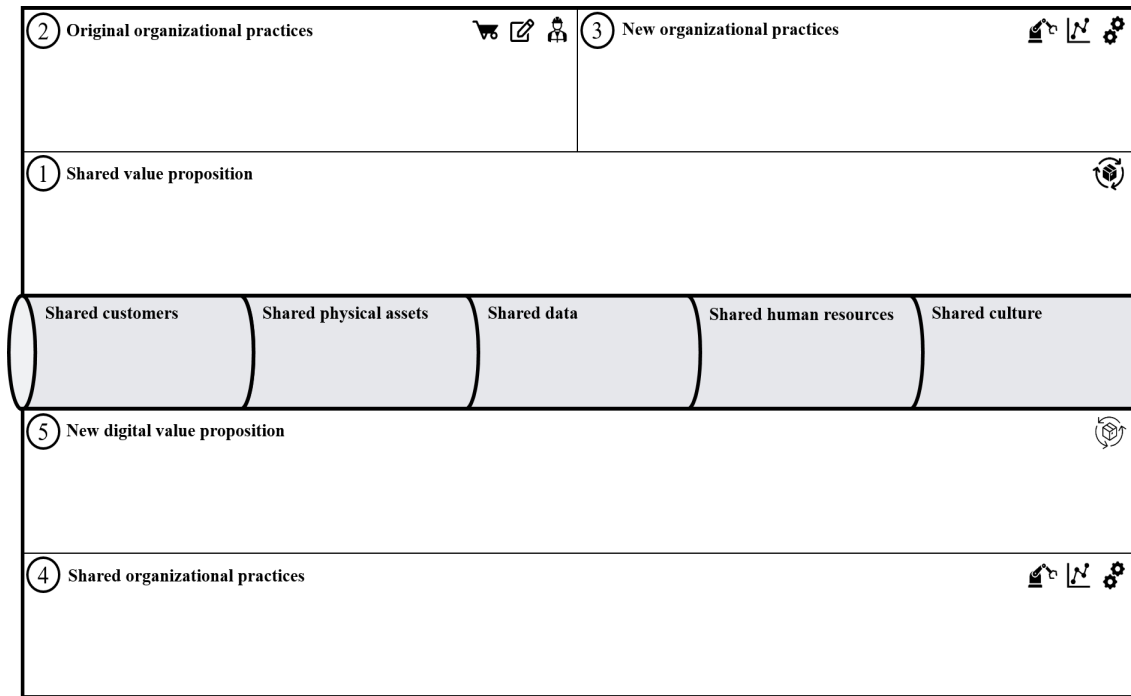 2 Original organizational practices
3 New organizational practices
1 Shared value proposition
Shared customers
Shared physical assets
Shared data
Shared human resources
Shared culture
5 New digital value proposition
4 Shared organizational practices